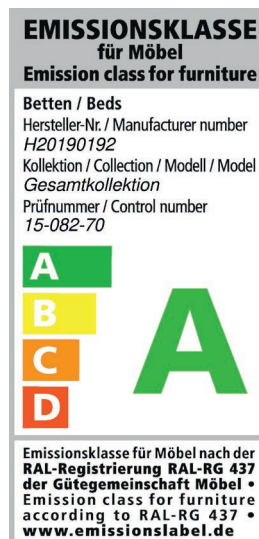 EMISSIONSKLASSE
für Möbel
Emission class for furniture
Betten / Beds
Hersteller-Nr. / Manufacturer number
H20190192
Kollektion / Collection / Modell / Model
Gesamtkollektion
Prüfnummer / Control number
15-082-70
A
B
C
D
A
Emissionsklasse für Möbel nach der
RAL-Registrierung RAL-RG 437
der Gütegemeinschaft Möbel •
Emission class for furniture
according to RAL-RG 437 •
www.emissionslabel.de